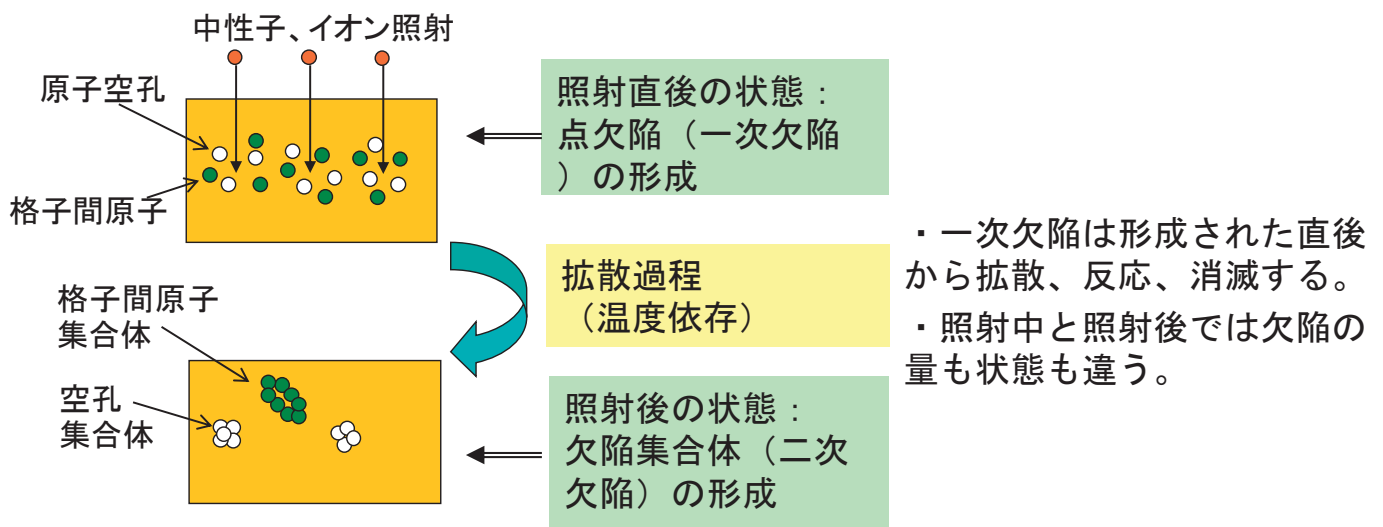 中性子、イオン照射
原子空孔
格子間原子
照射直後の状態：
点欠陥（一次欠陥
）の形成
拡散過程
（温度依存）
・一次欠陥は形成された直後
から拡散、反応、消滅する。
・照射中と照射後では欠陥の
量も状態も違う。
格子間原子
集合体
空孔
集合体
照射後の状態：
欠陥集合体（二次
欠陥）の形成